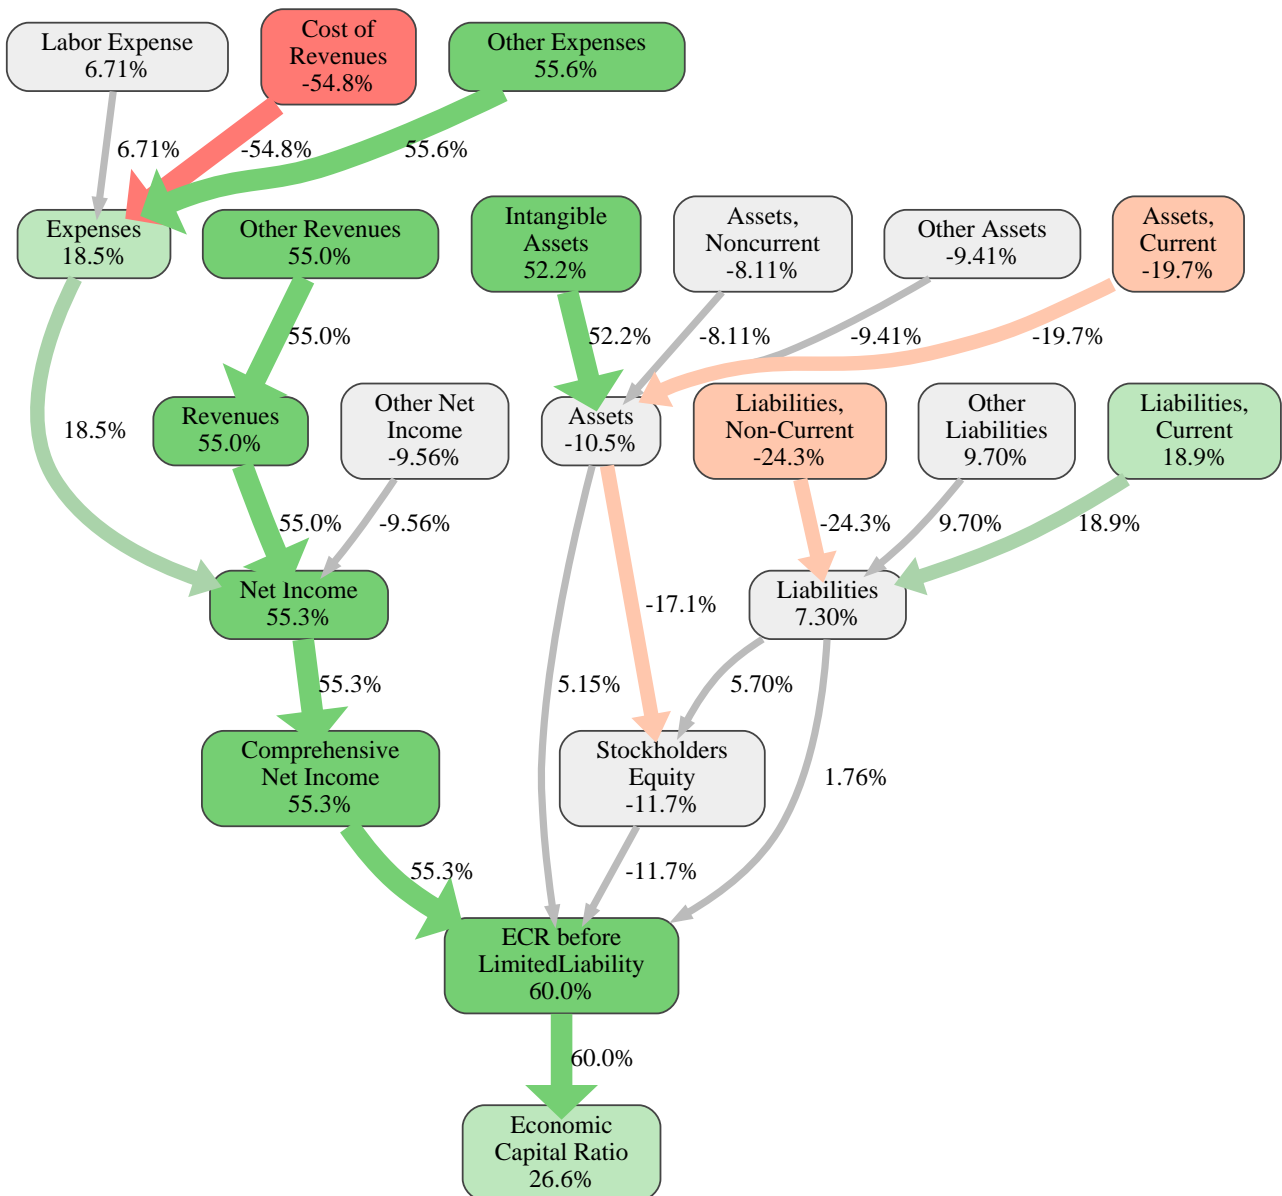 Labor Expense
6.71%
Cost of
Revenues
-54.8%
Other Expenses
55.6%
6.71%
-54.8%
55.6%
Expenses
18.5%
Other Revenues
55.0%
Intangible
Assets
52.2%
Assets,
Noncurrent
-8.11%
Other Assets
-9.41%
Assets,
Current
-19.7%
55.0%
52.2%
-8.11%
-9.41%
-19.7%
Revenues
55.0%
Other Net
Income
-9.56%
Assets
-10.5%
Liabilities,
Non-Current
-24.3%
Other
Liabilities
9.70%
Liabilities,
Current
18.9%
18.5%
55.0%
-9.56%
-24.3%
9.70%
18.9%
Net Income
55.3%
Liabilities
7.30%
-17.1%
55.3%
5.15%
5.70%
1.76%
Comprehensive
Net Income
55.3%
Stockholders
Equity
-11.7%
55.3%
-11.7%
ECR before
LimitedLiability
60.0%
60.0%
Economic
Capital Ratio
26.6%